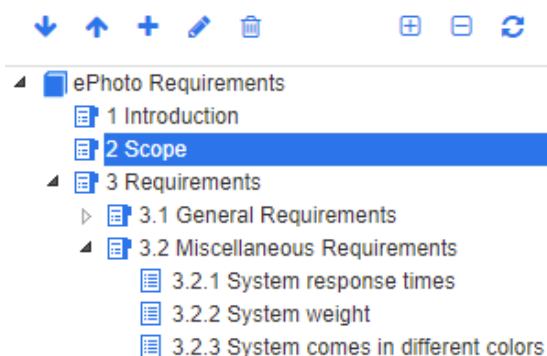 ePhoto Requirements
1 Introduction
2 Scope
3 Requirements
3.1 General Requirements
3.2 Miscellaneous Requirements
3.2.1 System response times
3.2.2 System weight
3.2.3 System comes in different colors